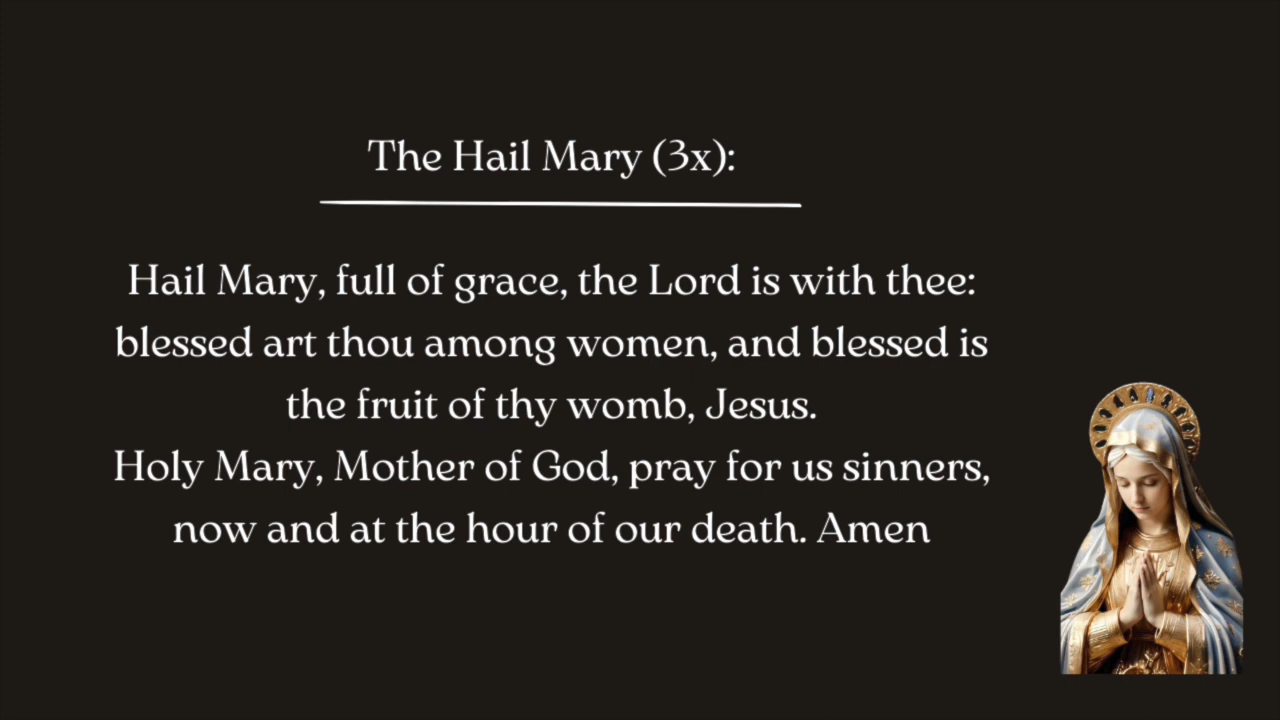 The Hail Mary (3x):
Hail Mary, full of grace, the Lord is with thee:
blessed art thou among women, and blessed is
the fruit of thy womb, Jesus.
Holy Mary, Mother of God, pray for us sinners,
now and at the hour of our death. Amen